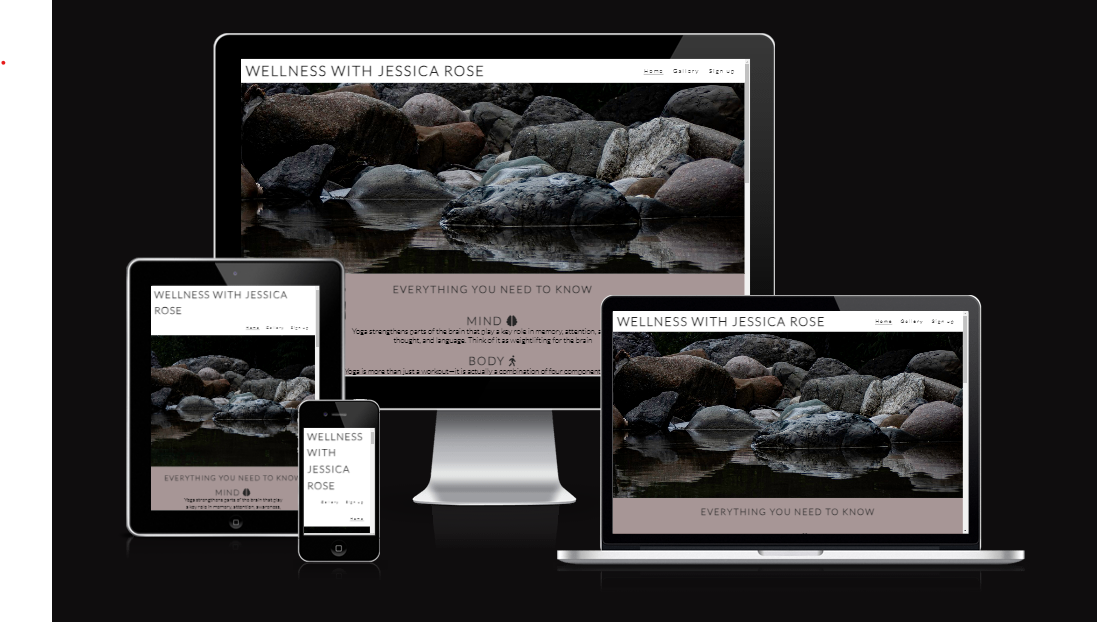 WELLNESS WITH JESSICA ROSE
Home Gallery Sign up
EVERYTHING YOU NEED TO KNOW
MIND
Yoga strengthens parts of the brain that play a key role in memory, attention, a
thought, and language. Think of it as weightlifting for the brain
BODY
Yoga is more than just a workout—it is actually a combination of four component
WELLNESS WITH JESSICA
ROSE
Home Gallery Sign up
EVERYTHING YOU NEED TO KNOW
MIND
Yoga strengthens parts of the brain that play a
key role in memory, attention, awareness,
WELLNESS
WITH
JESSICA
ROSE
Gallery Sign up
Home
WELLNESS WITH JESSICA ROSE
Home Gallery Sign up
EVERYTHING YOU NEED TO KNOW